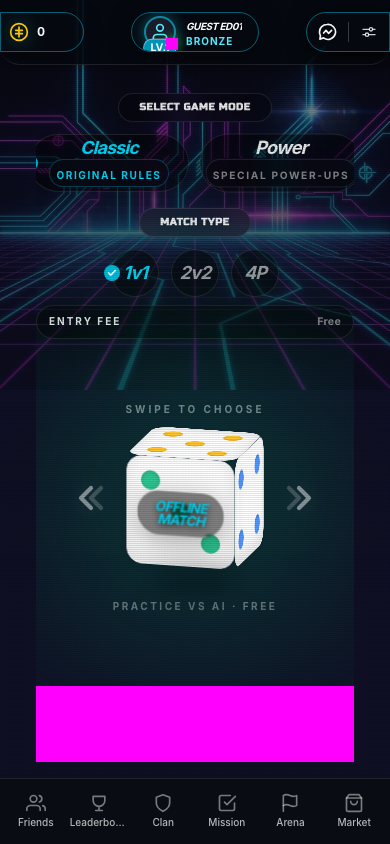 0
GUEST ED01
LV.
BRONZE
SELECT GAME MODE
Classic
ORIGINAL RULES
Power
SPECIAL POWER-UPS
MATCH TYPE
1v1
2v2
4P
ENTRY FEE
Free
SWIPE TO CHOOSE
OFFLINE
MATCH
PRACTICE VS AI · FREE
Friends
Leaderbo...
Clan
Mission
Arena
Market